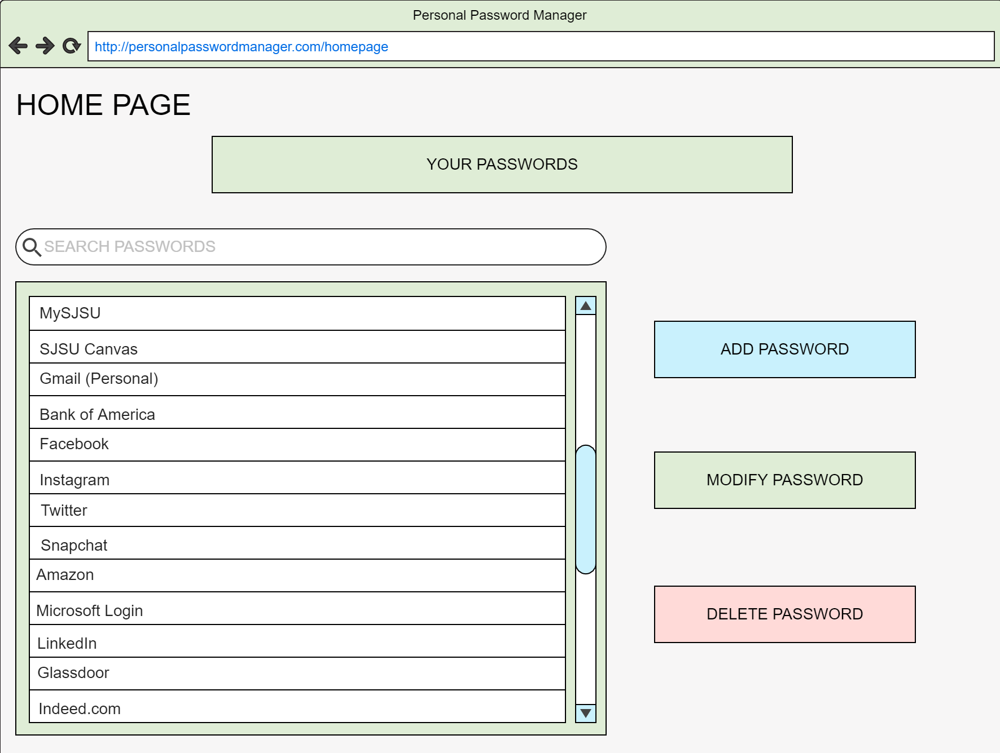 Personal Password Manager
http://personalpasswordmanager.com/homepage
HOME PAGE
YOUR PASSWORDS
SEARCH PASSWORDS
MySJSU
SJSU Canvas
Gmail (Personal)
Bank of America
Facebook
Instagram
Twitter
Snapchat
Amazon
Microsoft Login
LinkedIn
Glassdoor
Indeed.com
ADD PASSWORD
MODIFY PASSWORD
DELETE PASSWORD